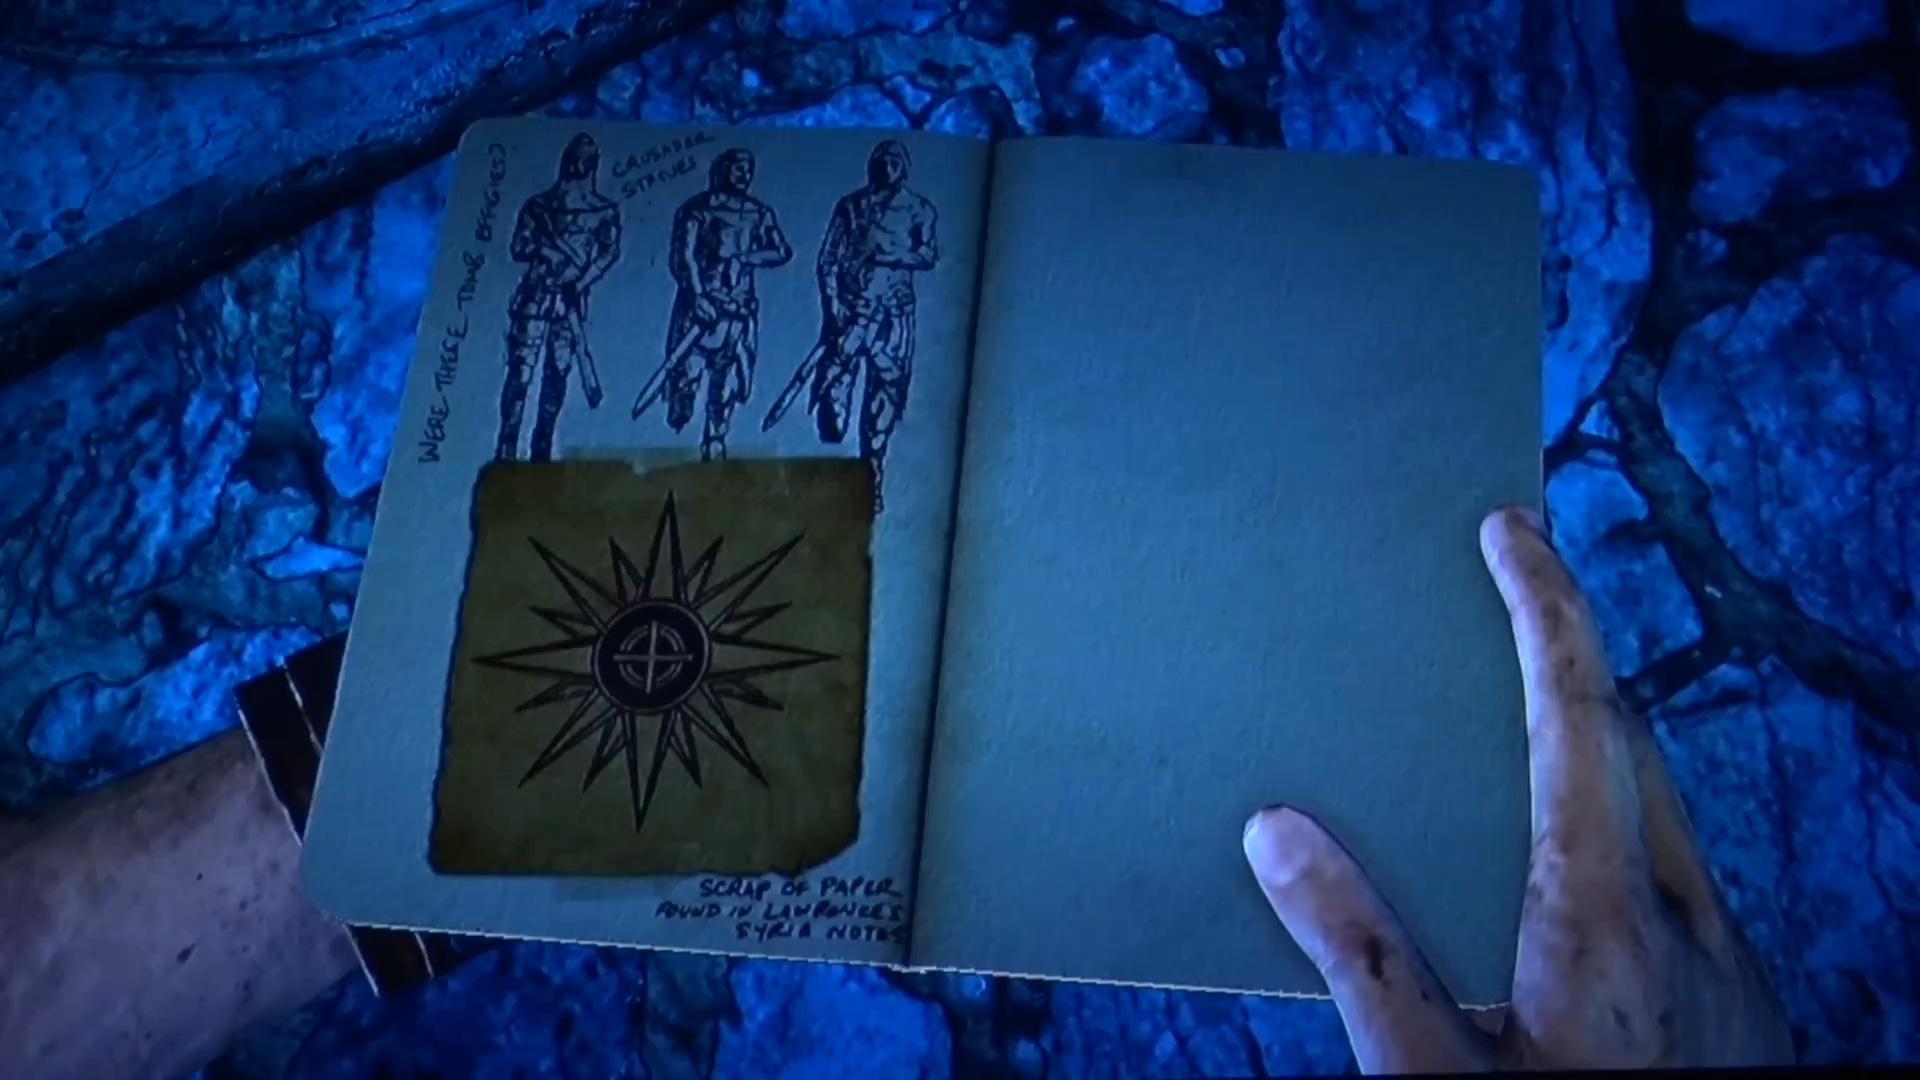 CRUSADER
STATUES
WERE THESE TOMB EFFIGIES?
SCRAP OF PAPER
FOUND IN LAWRENCE'S
SYRIA NOTES